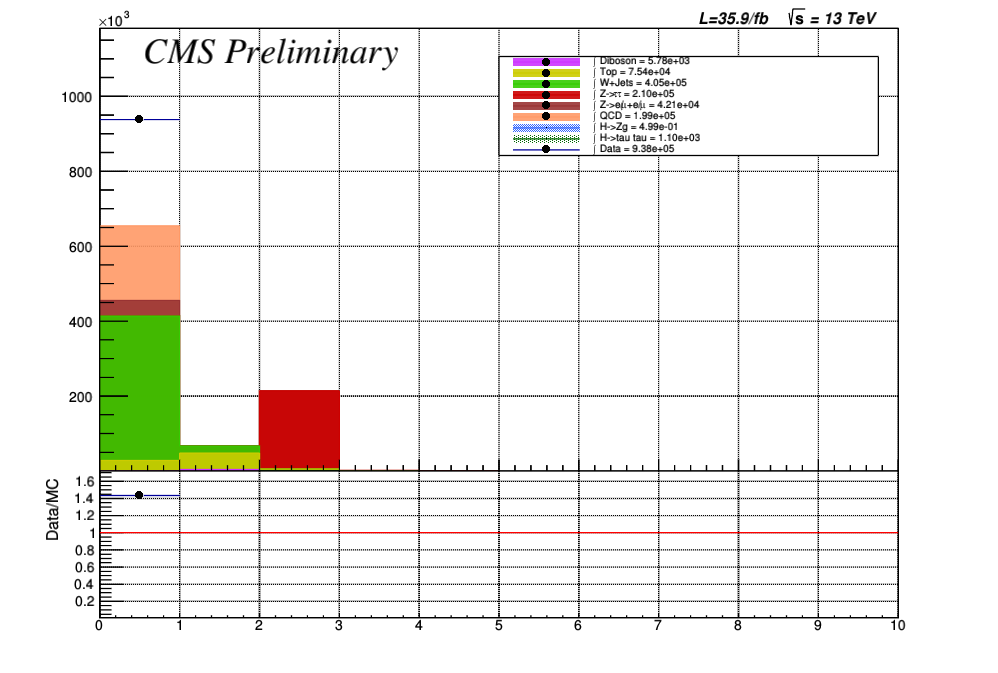 ×10³ L=35.9/fb √s = 13 TeV
CMS Preliminary
∫ Diboson = 5.78e+03
∫ Top = 7.54e+04
∫ W+Jets = 4.05e+05
∫ Z->ττ = 2.10e+05
∫ Z->eμ+e/μ = 4.21e+04
∫ QCD = 1.99e+05
∫ H->Zg = 4.99e-01
∫ H->tau tau = 1.10e+03
∫ Data = 9.38e+05
1000
800
600
400
200
Data/MC
1.6
1.4
1.2
1
0.8
0.6
0.4
0.2
0 1 2 3 4 5 6 7 8 9 10